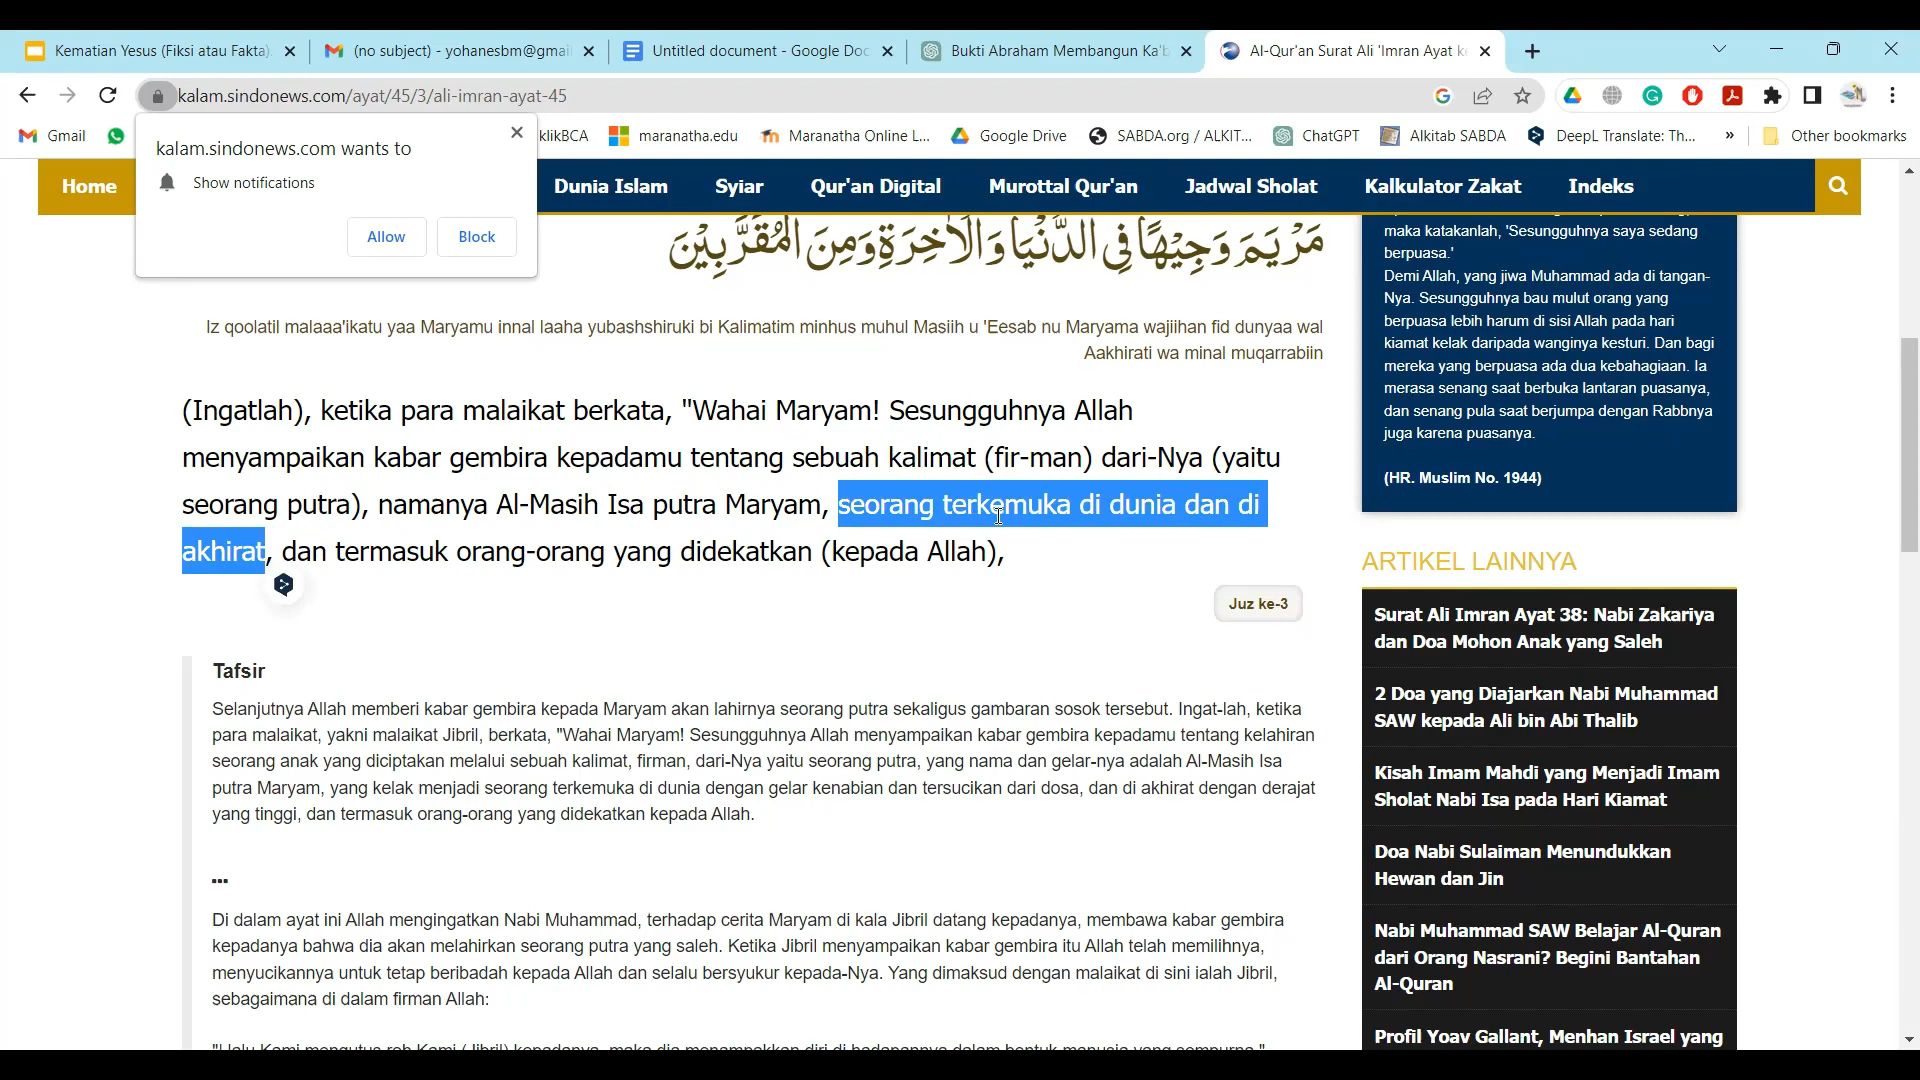 Kematian Yesus (Fiksi atau Fakta)
(no subject) - yohanesbm@gmai
Untitled document - Google Doc
Bukti Abraham Membangun Ka'b
Al-Qur'an Surat Ali 'Imran Ayat ke
kalam.sindonews.com/ayat/45/3/ali-imran-ayat-45
Gmail
klikBCA
maranatha.edu
Maranatha Online L...
Google Drive
SABDA.org / ALKIT...
ChatGPT
Alkitab SABDA
DeepL Translate: Th...
»
Other bookmarks
kalam.sindonews.com wants to
Show notifications
Allow
Block
Home
Dunia Islam
Syiar
Qur'an Digital
Murottal Qur'an
Jadwal Sholat
Kalkulator Zakat
Indeks
مَرْيَمَ وَجِيْهًا فِى الدُّنْيَا وَالْاٰخِرَةِ وَمِنَ الْمُقَرَّبِيْنَ
Iz qoolatil malaaa'ikatu yaa Maryamu innal laaha yubashshiruki bi Kalimatim minhus muhul Masiih u 'Eesab nu Maryama wajiihan fid dunyaa wal
Aakhirati wa minal muqarrabiin
(Ingatlah), ketika para malaikat berkata, "Wahai Maryam! Sesungguhnya Allah
menyampaikan kabar gembira kepadamu tentang sebuah kalimat (fir-man) dari-Nya (yaitu
seorang putra), namanya Al-Masih Isa putra Maryam, seorang terkemuka di dunia dan di
akhirat, dan termasuk orang-orang yang didekatkan (kepada Allah),
Juz ke-3
Tafsir
Selanjutnya Allah memberi kabar gembira kepada Maryam akan lahirnya seorang putra sekaligus gambaran sosok tersebut. Ingat-lah, ketika
para malaikat, yakni malaikat Jibril, berkata, "Wahai Maryam! Sesungguhnya Allah menyampaikan kabar gembira kepadamu tentang kelahiran
seorang anak yang diciptakan melalui sebuah kalimat, firman, dari-Nya yaitu seorang putra, yang nama dan gelar-nya adalah Al-Masih Isa
putra Maryam, yang kelak menjadi seorang terkemuka di dunia dengan gelar kenabian dan tersucikan dari dosa, dan di akhirat dengan derajat
yang tinggi, dan termasuk orang-orang yang didekatkan kepada Allah.
...
Di dalam ayat ini Allah mengingatkan Nabi Muhammad, terhadap cerita Maryam di kala Jibril datang kepadanya, membawa kabar gembira
kepadanya bahwa dia akan melahirkan seorang putra yang saleh. Ketika Jibril menyampaikan kabar gembira itu Allah telah memilihnya,
menyucikannya untuk tetap beribadah kepada Allah dan selalu bersyukur kepada-Nya. Yang dimaksud dengan malaikat di sini ialah Jibril,
sebagaimana di dalam firman Allah:
"Lalu Kami mengutus roh Kami (Jibril) kepadanya, maka dia menampakkan diri di hadapannya dalam bentuk manusia yang sempurna."
maka katakanlah, 'Sesungguhnya saya sedang
berpuasa.'
Demi Allah, yang jiwa Muhammad ada di tangan-
Nya. Sesungguhnya bau mulut orang yang
berpuasa lebih harum di sisi Allah pada hari
kiamat kelak daripada wanginya kesturi. Dan bagi
mereka yang berpuasa ada dua kebahagiaan. Ia
merasa senang saat berbuka lantaran puasanya,
dan senang pula saat berjumpa dengan Rabbnya
juga karena puasanya.
(HR. Muslim No. 1944)
ARTIKEL LAINNYA
Surat Ali Imran Ayat 38: Nabi Zakariya
dan Doa Mohon Anak yang Saleh
2 Doa yang Diajarkan Nabi Muhammad
SAW kepada Ali bin Abi Thalib
Kisah Imam Mahdi yang Menjadi Imam
Sholat Nabi Isa pada Hari Kiamat
Doa Nabi Sulaiman Menundukkan
Hewan dan Jin
Nabi Muhammad SAW Belajar Al-Quran
dari Orang Nasrani? Begini Bantahan
Al-Quran
Profil Yoav Gallant, Menhan Israel yang